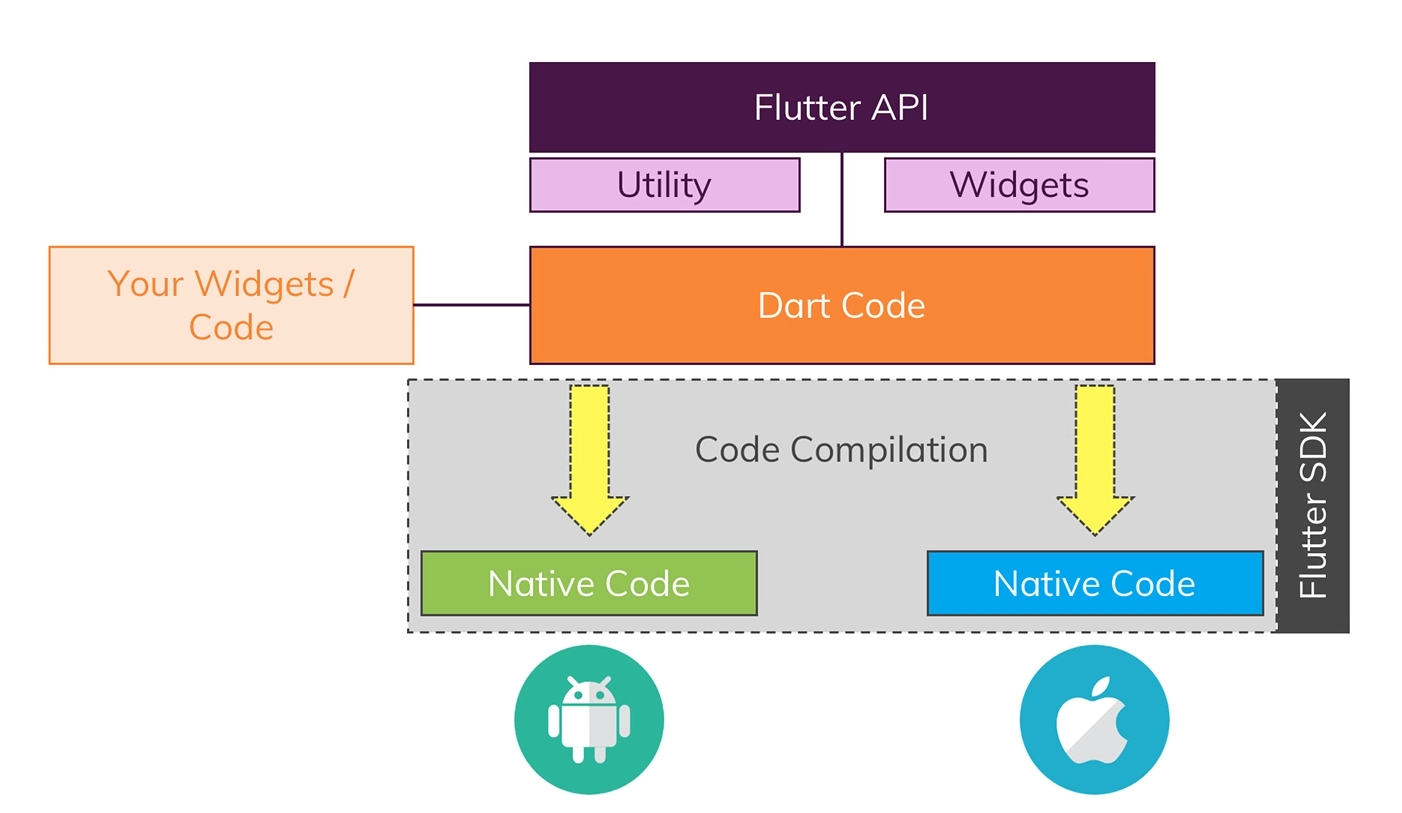 Flutter API
Utility
Widgets
Your Widgets /
Code
Dart Code
Code Compilation
Flutter SDK
Native Code
Native Code